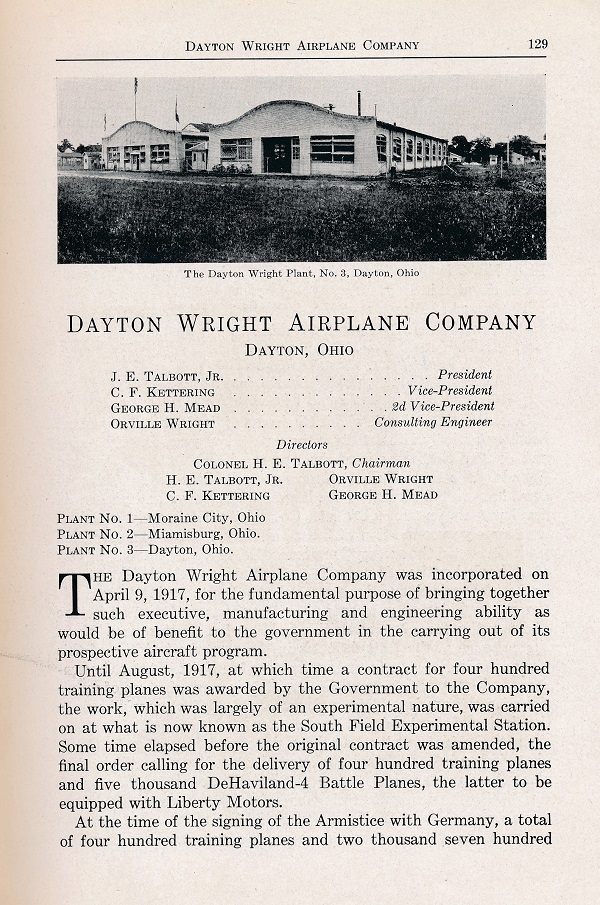 DAYTON WRIGHT AIRPLANE COMPANY 129
The Dayton Wright Plant, No. 3, Dayton, Ohio
DAYTON WRIGHT AIRPLANE COMPANY
DAYTON, OHIO
J. E. TALBOTT, JR. . . . . . . . . . . . . . . . President
C. F. KETTERING . . . . . . . . . . . . . . Vice-President
GEORGE H. MEAD . . . . . . . . . . . . 2d Vice-President
ORVILLE WRIGHT . . . . . . . . . . Consulting Engineer
Directors
COLONEL H. E. TALBOTT, Chairman
H. E. TALBOTT, JR. ORVILLE WRIGHT
C. F. KETTERING GEORGE H. MEAD
PLANT NO. 1—Moraine City, Ohio
PLANT NO. 2—Miamisburg, Ohio.
PLANT NO. 3—Dayton, Ohio.
THE Dayton Wright Airplane Company was incorporated on
April 9, 1917, for the fundamental purpose of bringing together
such executive, manufacturing and engineering ability as
would be of benefit to the government in the carrying out of its
prospective aircraft program.
Until August, 1917, at which time a contract for four hundred
training planes was awarded by the Government to the Company,
the work, which was largely of an experimental nature, was carried
on at what is now known as the South Field Experimental Station.
Some time elapsed before the original contract was amended, the
final order calling for the delivery of four hundred training planes
and five thousand DeHaviland-4 Battle Planes, the latter to be
equipped with Liberty Motors.
At the time of the signing of the Armistice with Germany, a total
of four hundred training planes and two thousand seven hundred